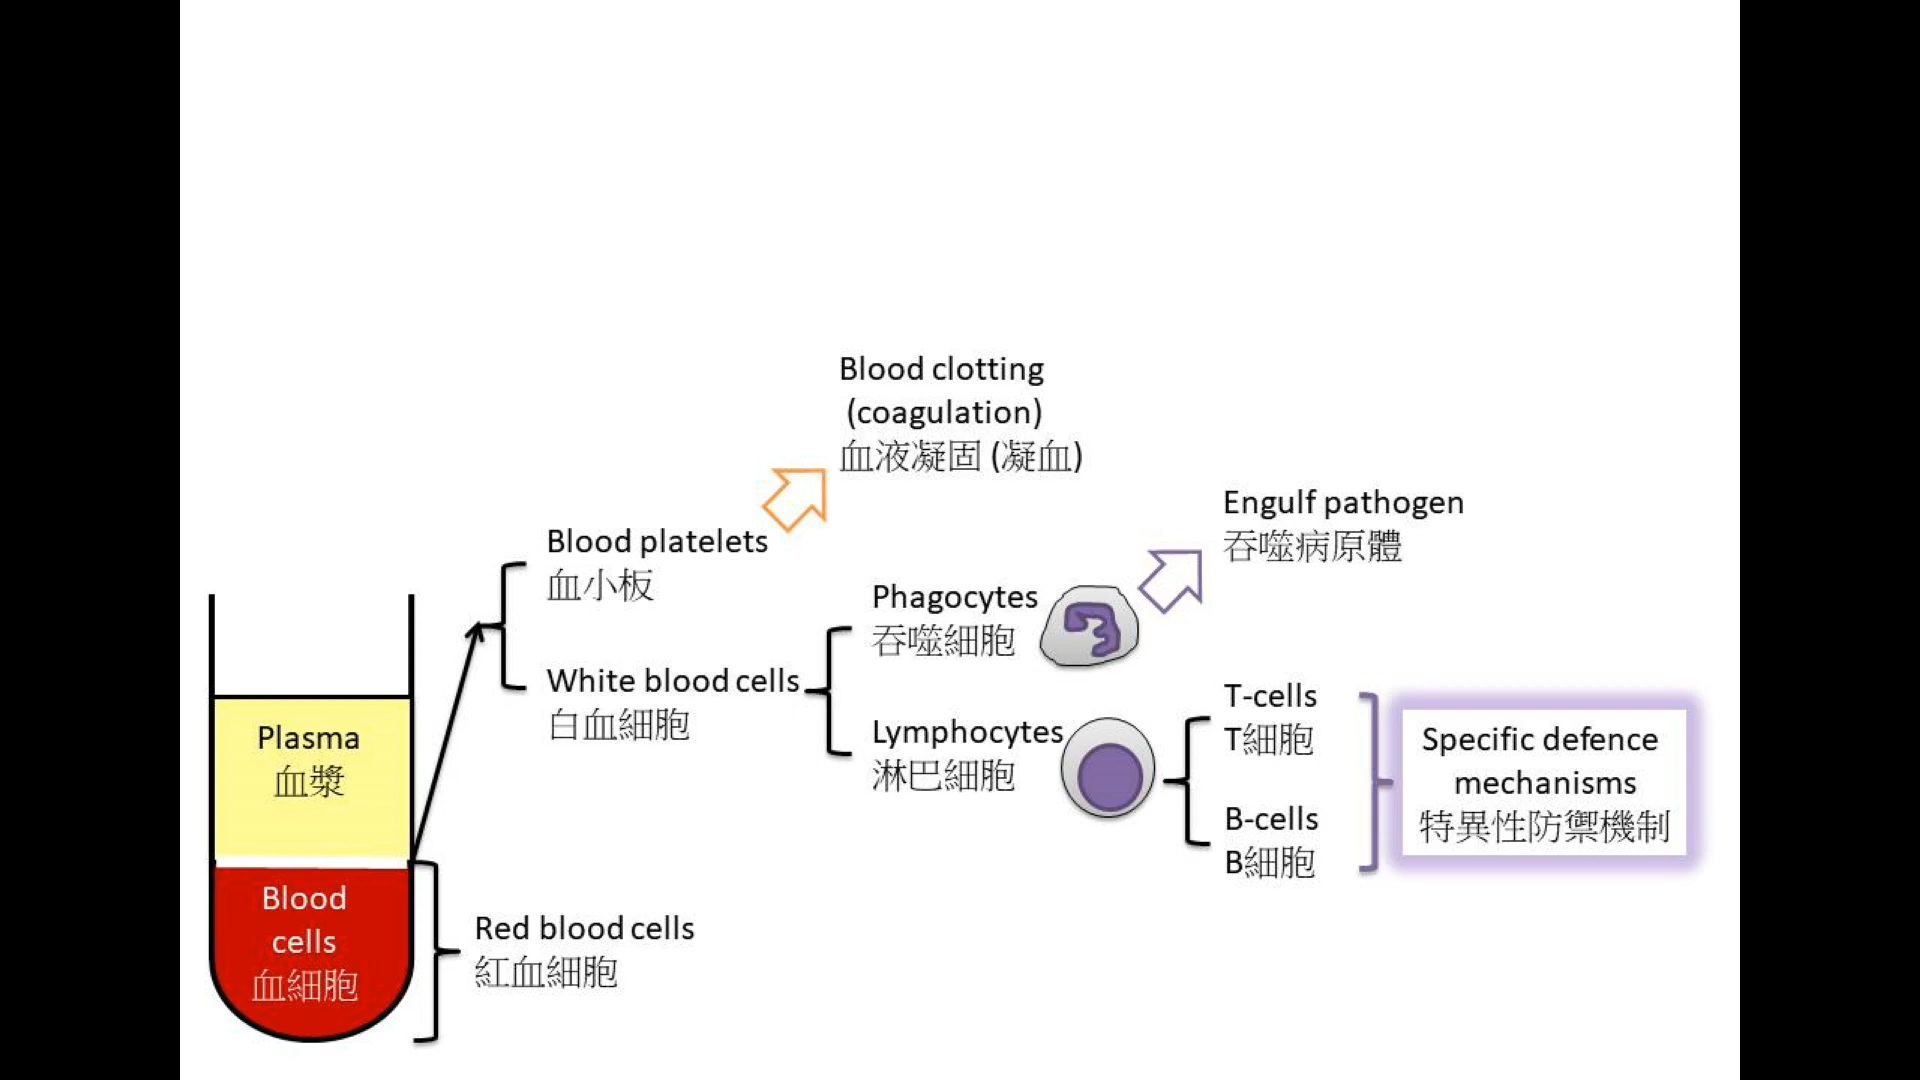 Blood clotting
(coagulation)
血液凝固 (凝血)
Engulf pathogen
吞噬病原體
Blood platelets
血小板
Phagocytes
吞噬細胞
White blood cells
白血細胞
T-cells
T細胞
Lymphocytes
淋巴細胞
Specific defence
mechanisms
特異性防禦機制
B-cells
B細胞
Plasma
血漿
Blood
cells
血細胞
Red blood cells
紅血細胞